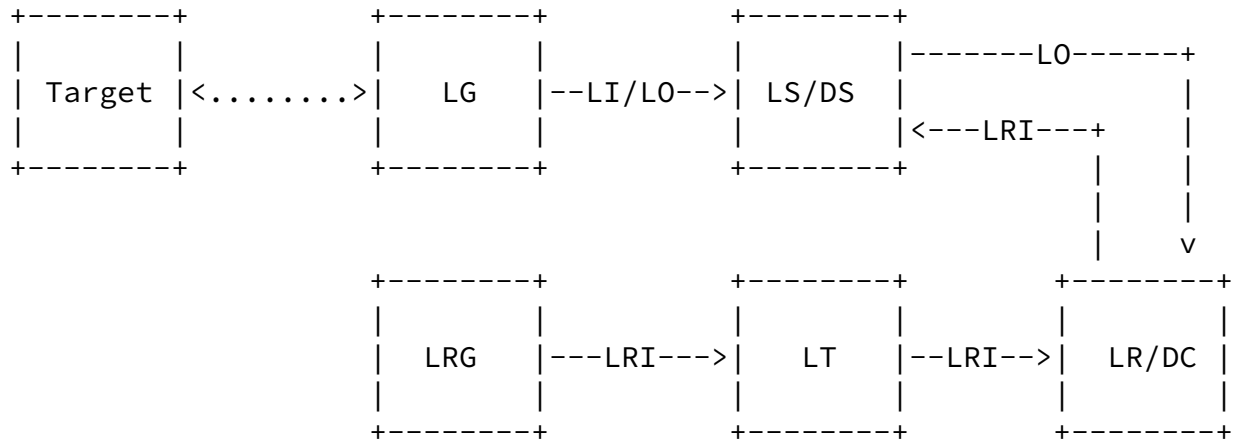 LO
Target LG LI/LO LS/DS
LRI
LRG LRI LT LRI LR/DC